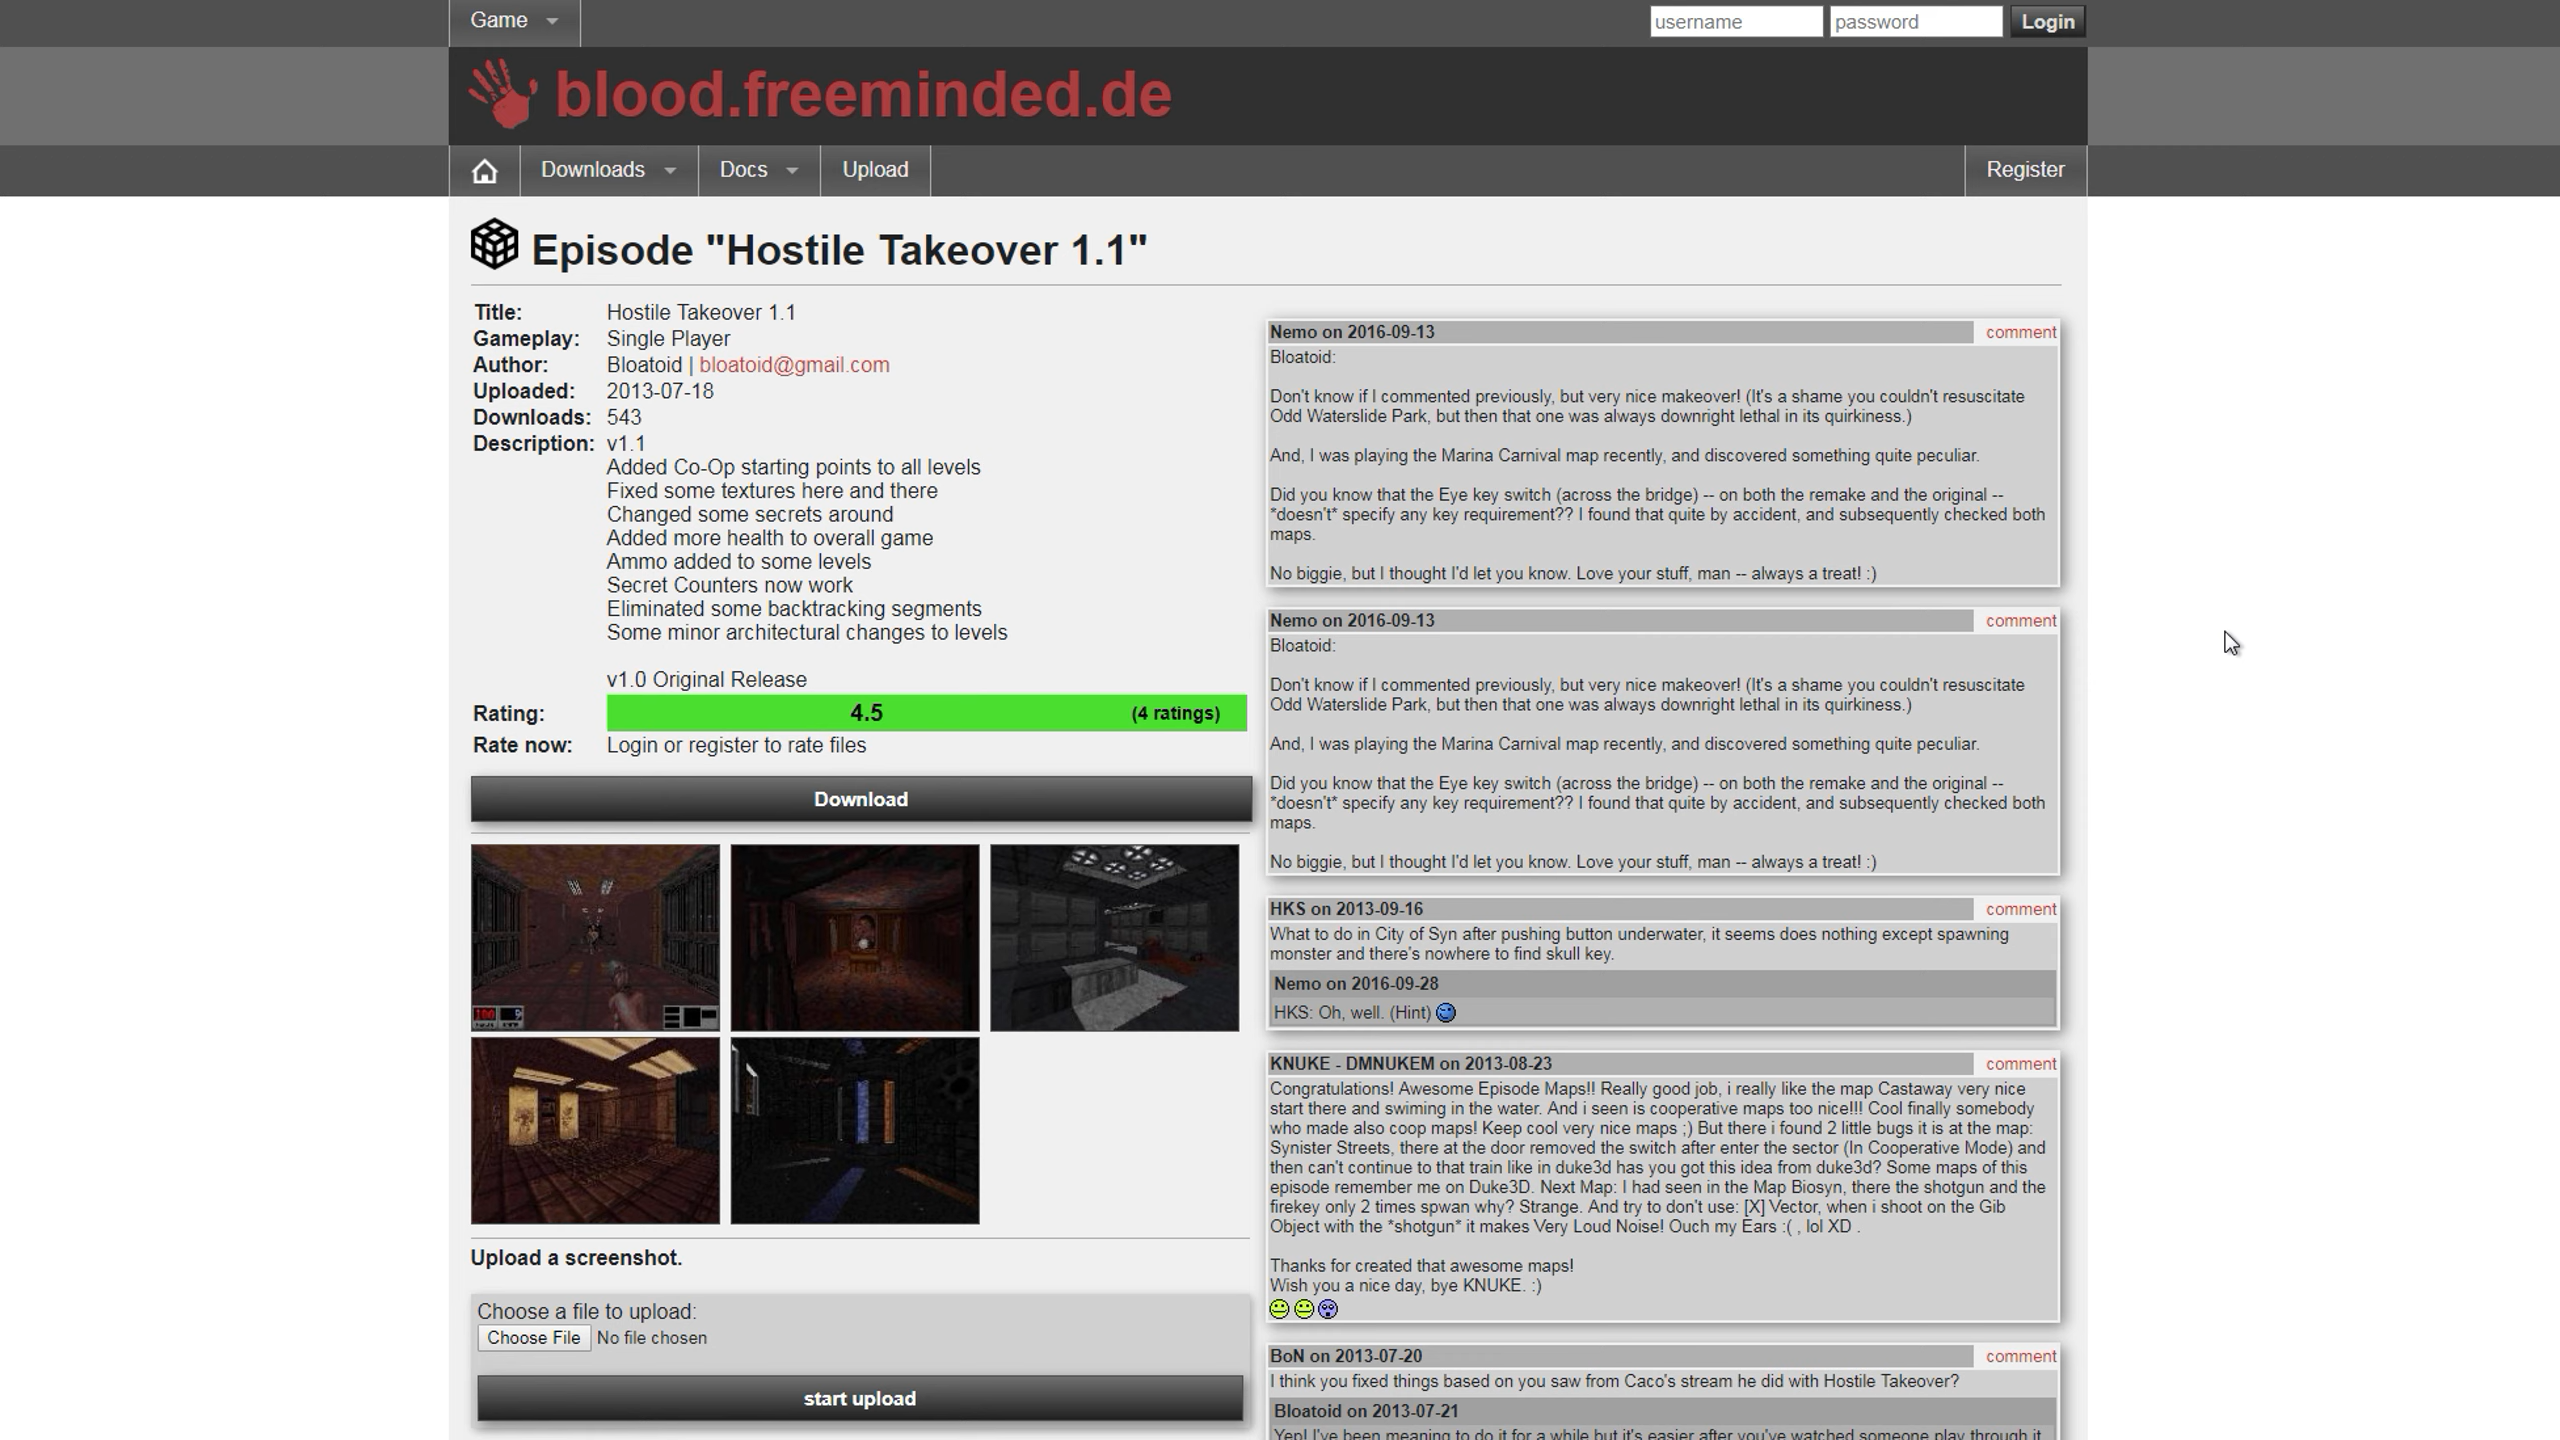 Game
username password Login
blood.freeminded.de
Downloads Docs Upload Register
Episode "Hostile Takeover 1.1"
Title: Hostile Takeover 1.1
Gameplay: Single Player
Author: Bloatoid | bloatoid@gmail.com
Uploaded: 2013-07-18
Downloads: 543
Description: v1.1
Added Co-Op starting points to all levels
Fixed some textures here and there
Changed some secrets around
Added more health to overall game
Ammo added to some levels
Secret Counters now work
Eliminated some backtracking segments
Some minor architectural changes to levels
v1.0 Original Release
Rating: 4.5 (4 ratings)
Rate now: Login or register to rate files
Download
100 9
Upload a screenshot.
Choose a file to upload:
Choose File No file chosen
start upload
Nemo on 2016-09-13 comment
Bloatoid:
Don't know if I commented previously, but very nice makeover! (It's a shame you couldn't resuscitate
Odd Waterslide Park, but then that one was always downright lethal in its quirkiness.)
And, I was playing the Marina Carnival map recently, and discovered something quite peculiar.
Did you know that the Eye key switch (across the bridge) -- on both the remake and the original --
*doesn't* specify any key requirement?? I found that quite by accident, and subsequently checked both
maps.
No biggie, but I thought I'd let you know. Love your stuff, man -- always a treat! :)
Nemo on 2016-09-13 comment
Bloatoid:
Don't know if I commented previously, but very nice makeover! (It's a shame you couldn't resuscitate
Odd Waterslide Park, but then that one was always downright lethal in its quirkiness.)
And, I was playing the Marina Carnival map recently, and discovered something quite peculiar.
Did you know that the Eye key switch (across the bridge) -- on both the remake and the original --
*doesn't* specify any key requirement?? I found that quite by accident, and subsequently checked both
maps.
No biggie, but I thought I'd let you know. Love your stuff, man -- always a treat! :)
HKS on 2013-09-16 comment
What to do in City of Syn after pushing button underwater, it seems does nothing except spawning
monster and there's nowhere to find skull key.
Nemo on 2016-09-28
HKS: Oh, well. (Hint)
KNUKE - DMNUKEM on 2013-08-23 comment
Congratulations! Awesome Episode Maps!! Really good job, i really like the map Castaway very nice
start there and swiming in the water. And i seen is cooperative maps too nice!!! Cool finally somebody
who made also coop maps! Keep cool very nice maps ;) But there i found 2 little bugs it is at the map:
Synister Streets, there at the door removed the switch after enter the sector (In Cooperative Mode) and
then can't continue to that train like in duke3d has you got this idea from duke3d? Some maps of this
episode remember me on Duke3D. Next Map: I had seen in the Map Biosyn, there the shotgun and the
firekey only 2 times spwan why? Strange. And try to don't use: [X] Vector, when i shoot on the Gib
Object with the *shotgun* it makes Very Loud Noise! Ouch my Ears :( , lol XD .
Thanks for created that awesome maps!
Wish you a nice day, bye KNUKE. :)
BoN on 2013-07-20 comment
I think you fixed things based on you saw from Caco's stream he did with Hostile Takeover?
Bloatoid on 2013-07-21
Yep! I've been meaning to do it for a while but it's easier after you've watched someone play through it